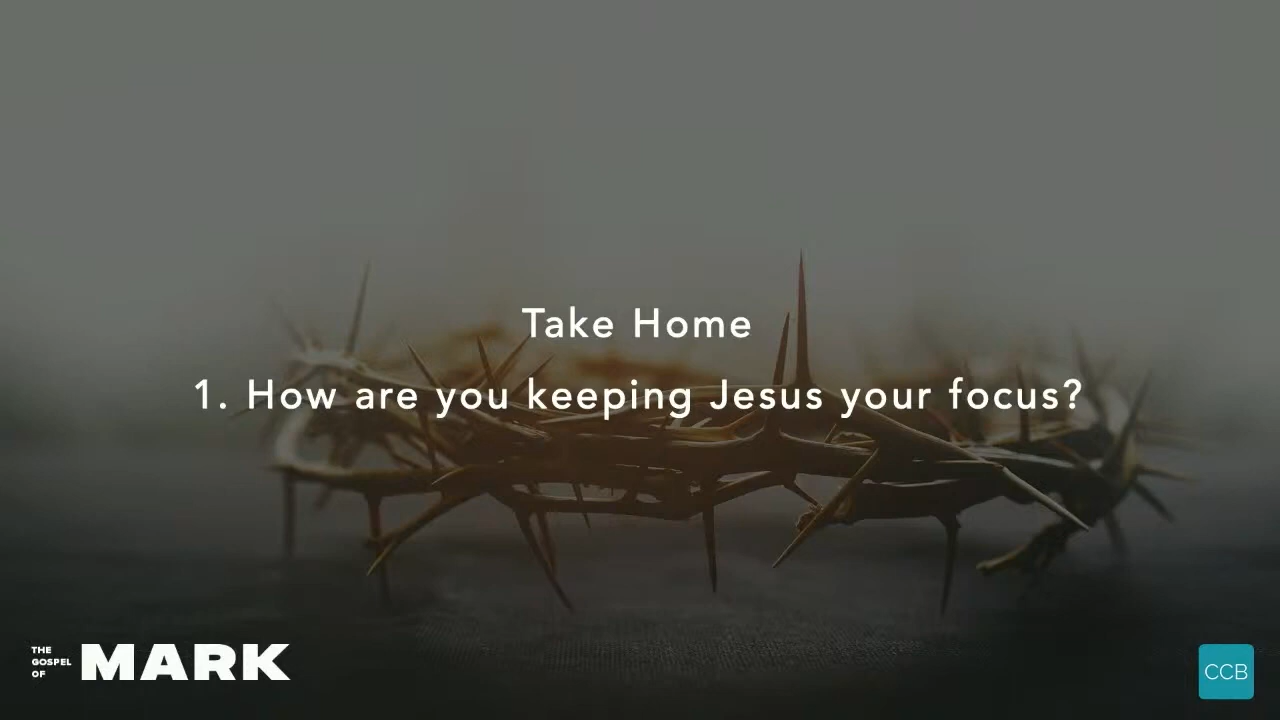 Take Home
1. How are you keeping Jesus your focus?
THE
GOSPEL
OF
MARK
CCB